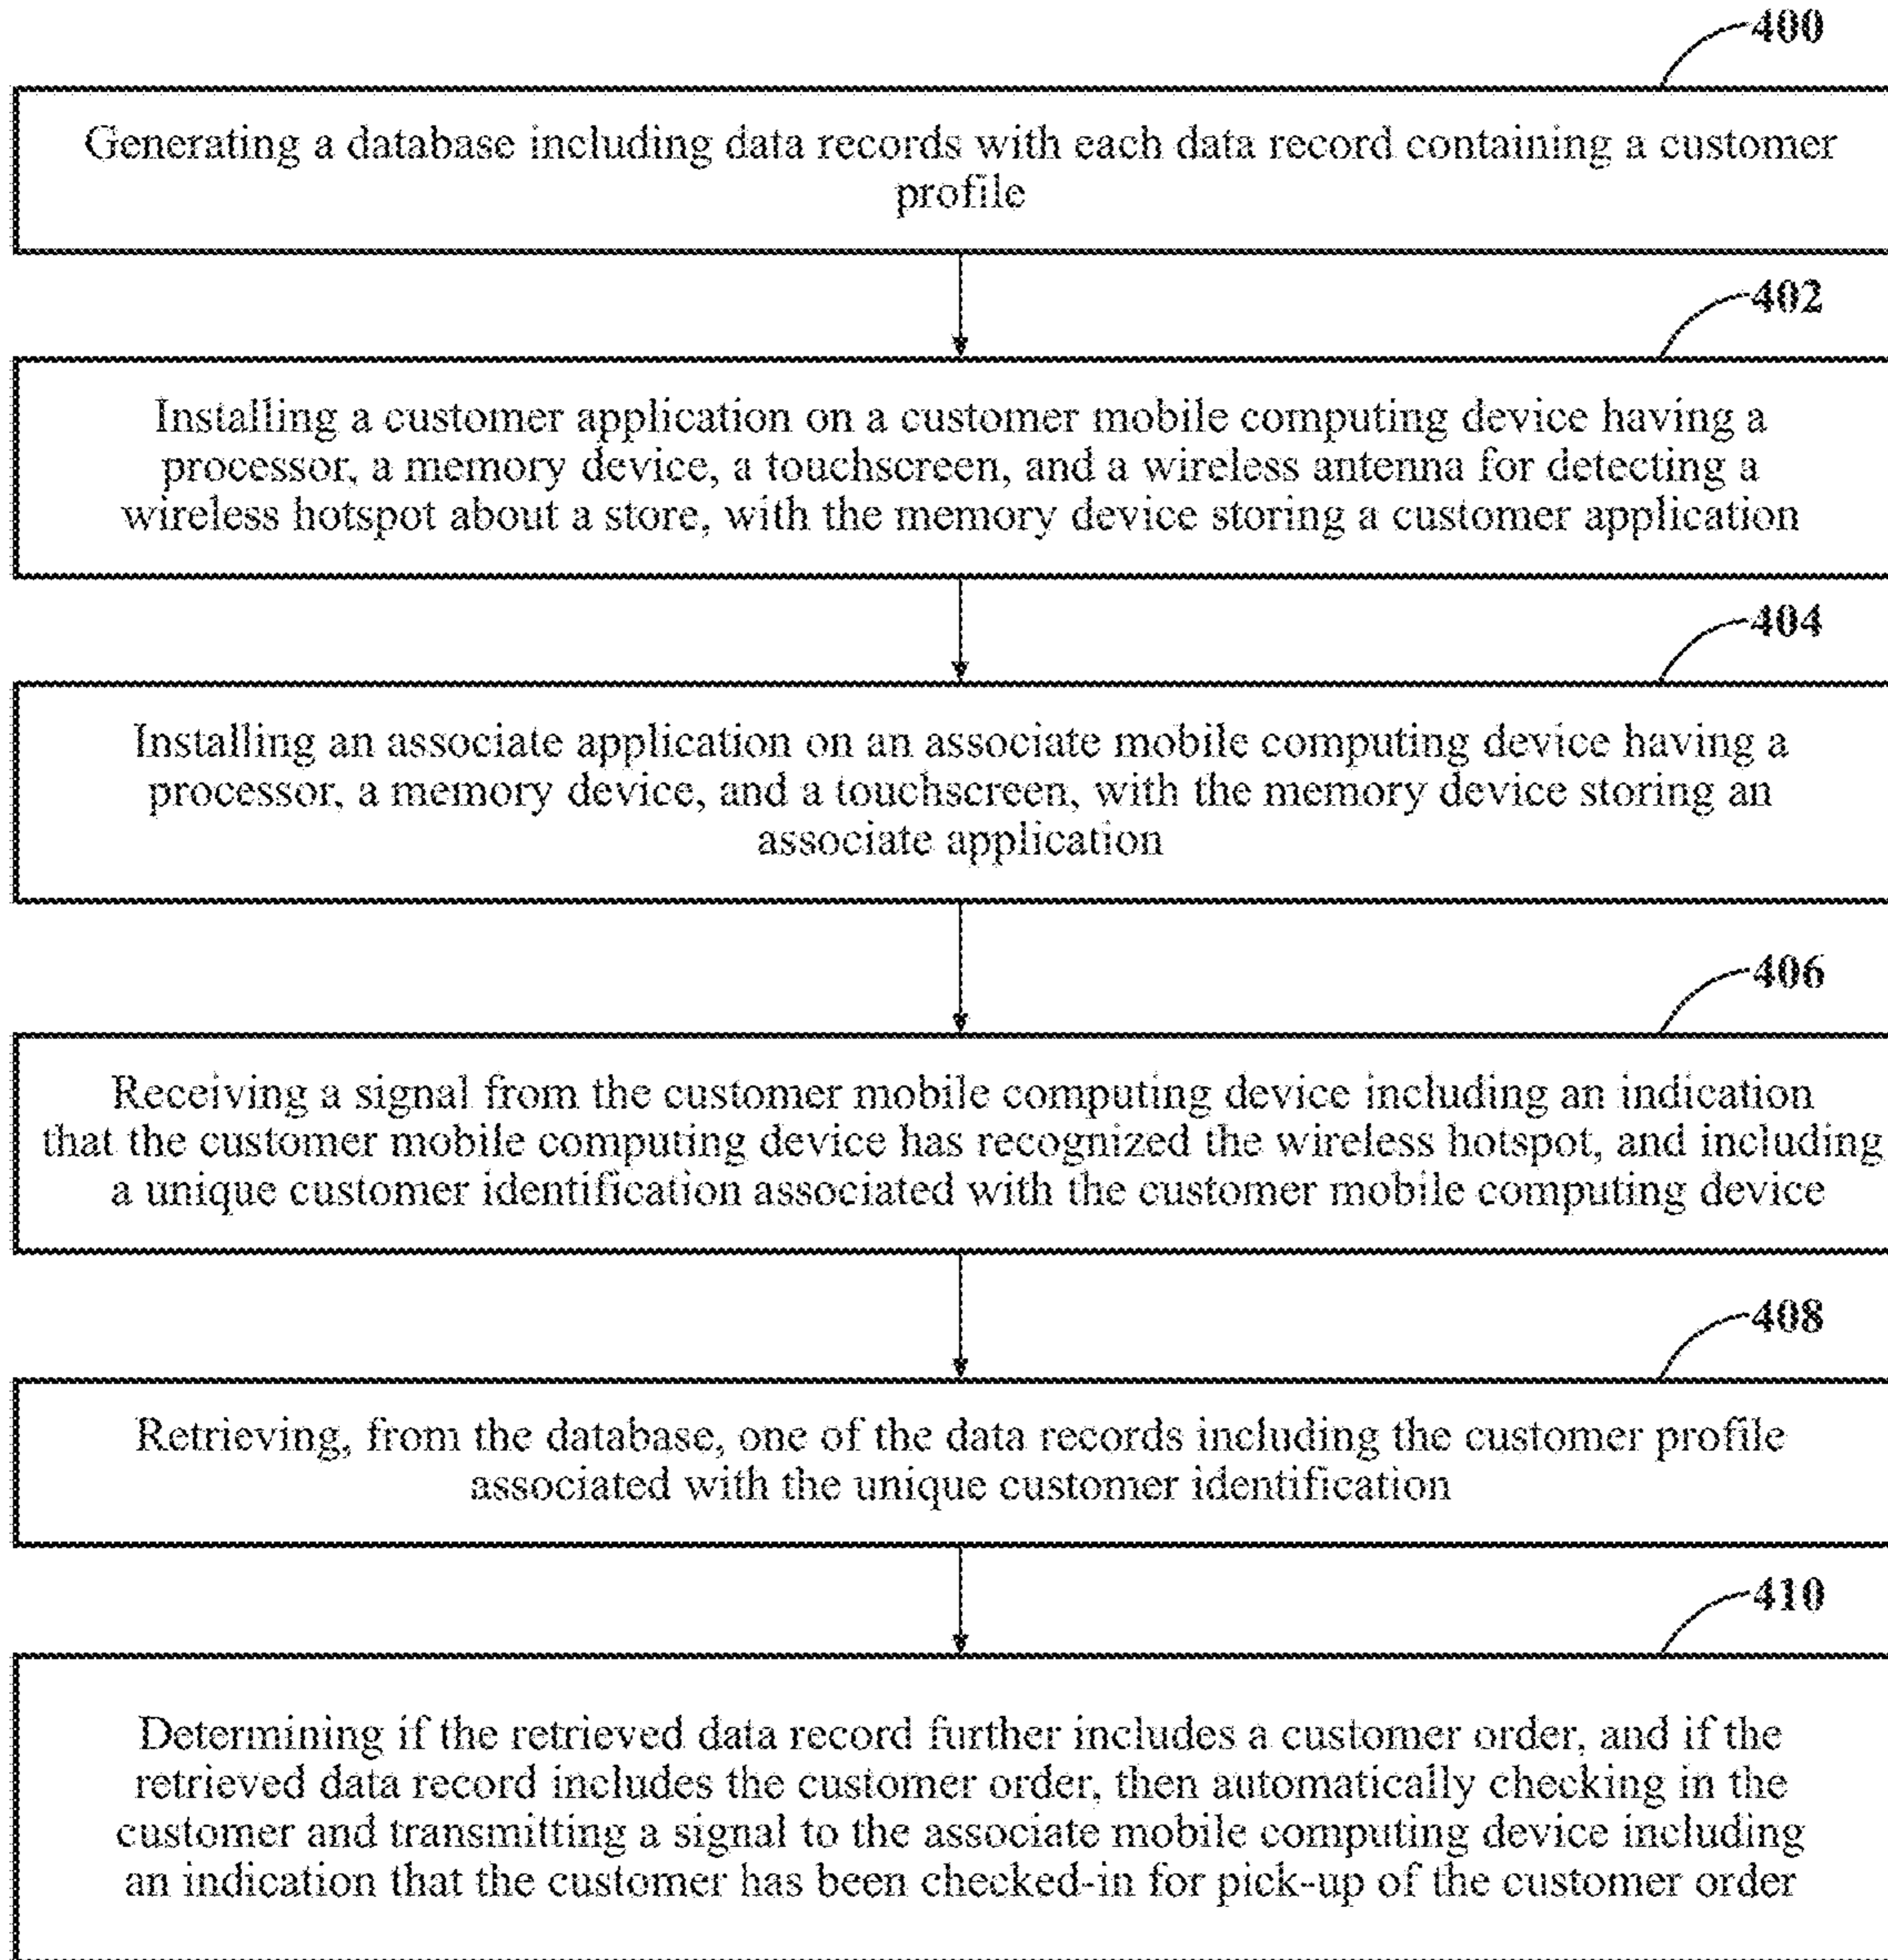 400
Generating a database including data records with each data record containing a customer
profile
402
Installing a customer application on a customer mobile computing device having a
processor, a memory device, a touchscreen, and a wireless antenna for detecting a
wireless hotspot about a store, with the memory device storing a customer application
404
Installing an associate application on an associate mobile computing device having a
processor, a memory device, and a touchscreen, with the memory device storing an
associate application
406
Receiving a signal from the customer mobile computing device including an indication
that the customer mobile computing device has recognized the wireless hotspot, and including
a unique customer identification associated with the customer mobile computing device
408
Retrieving, from the database, one of the data records including the customer profile
associated with the unique customer identification
410
Determining if the retrieved data record further includes a customer order, and if the
retrieved data record includes the customer order, then automatically checking in the
customer and transmitting a signal to the associate mobile computing device including
an indication that the customer has been checked-in for pick-up of the customer order